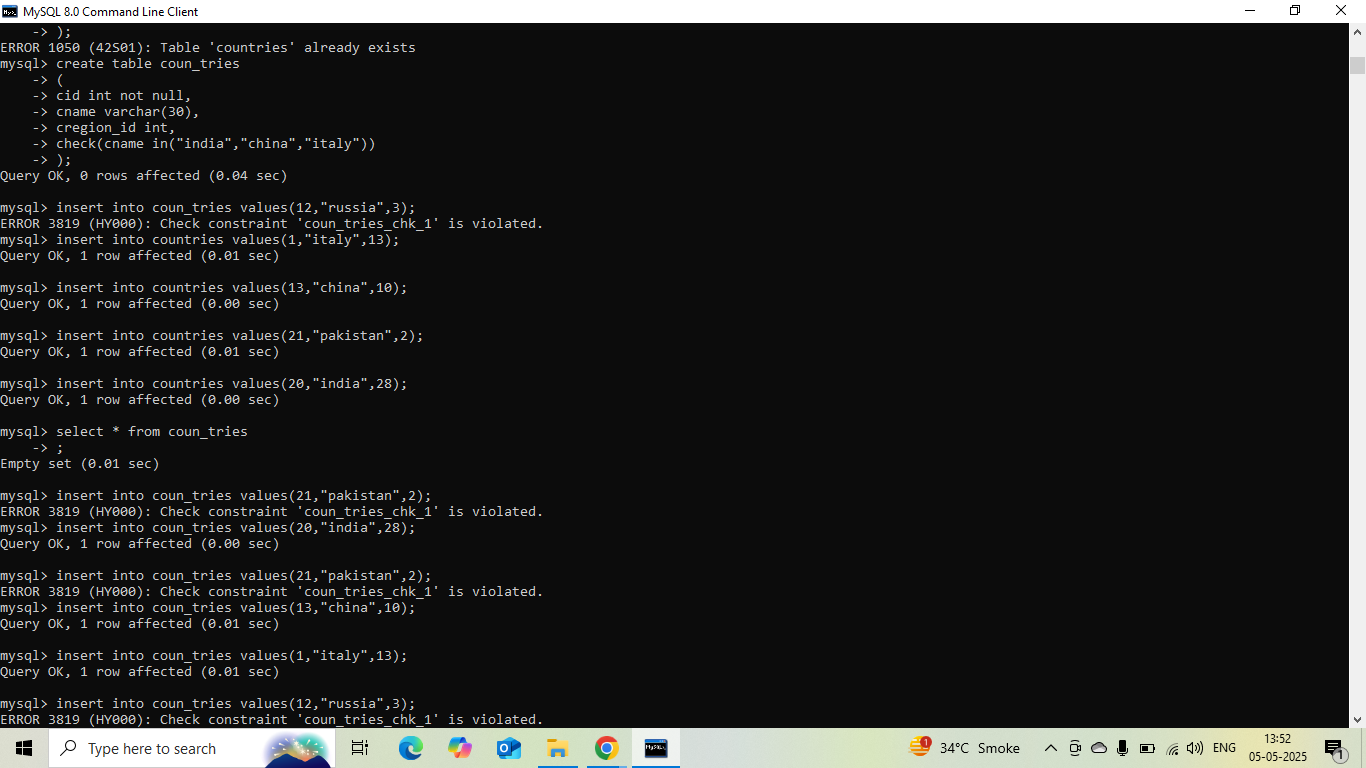 MySQL 8.0 Command Line Client
    -> );
ERROR 1050 (42S01): Table 'countries' already exists
mysql> create table coun_tries
    -> (
    -> cid int not null,
    -> cname varchar(30),
    -> cregion_id int,
    -> check(cname in("india","china","italy"))
    -> );
Query OK, 0 rows affected (0.04 sec)

mysql> insert into coun_tries values(12,"russia",3);
ERROR 3819 (HY000): Check constraint 'coun_tries_chk_1' is violated.
mysql> insert into countries values(1,"italy",13);
Query OK, 1 row affected (0.01 sec)

mysql> insert into countries values(13,"china",10);
Query OK, 1 row affected (0.00 sec)

mysql> insert into countries values(21,"pakistan",2);
Query OK, 1 row affected (0.01 sec)

mysql> insert into countries values(20,"india",28);
Query OK, 1 row affected (0.00 sec)

mysql> select * from coun_tries
    -> ;
Empty set (0.01 sec)

mysql> insert into coun_tries values(21,"pakistan",2);
ERROR 3819 (HY000): Check constraint 'coun_tries_chk_1' is violated.
mysql> insert into coun_tries values(20,"india",28);
Query OK, 1 row affected (0.00 sec)

mysql> insert into coun_tries values(21,"pakistan",2);
ERROR 3819 (HY000): Check constraint 'coun_tries_chk_1' is violated.
mysql> insert into coun_tries values(13,"china",10);
Query OK, 1 row affected (0.01 sec)

mysql> insert into coun_tries values(1,"italy",13);
Query OK, 1 row affected (0.01 sec)

mysql> insert into coun_tries values(12,"russia",3);
ERROR 3819 (HY000): Check constraint 'coun_tries_chk_1' is violated.
Type here to search
1
34°C Smoke
ENG
13:52
05-05-2025
1